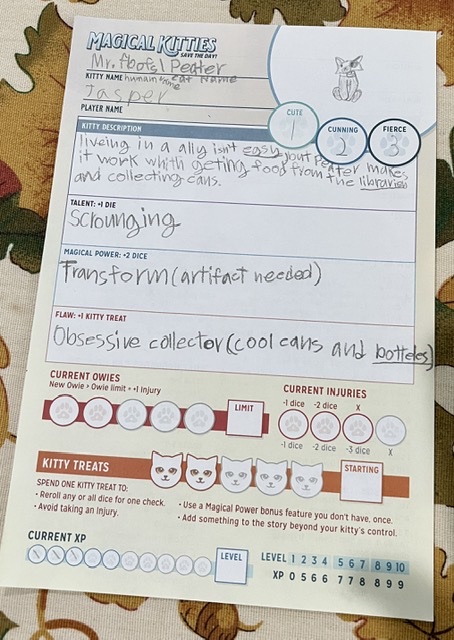 MAGICAL KITTIES
SAVE THE DAY!
Mr. fbofs| Peater
KITTY NAME human name cat Name
Jasper
PLAYER NAME
CUTE
1
CUNNING
2
FIERCE
3
KITTY DESCRIPTION
liveing in a ally isn't easy, but Peater makes
it work whith geting food from the librarien
and collecting cans.
TALENT: +1 DIE
Scrounging
MAGICAL POWER: +2 DICE
Transform (artifact needed)
FLAW: +1 KITTY TREAT
Obsessive collector (cool cans and botteles)
CURRENT OWIES
New Owie > Owie limit = +1 Injury
LIMIT
CURRENT INJURIES
-1 dice -2 dice X
-1 dice -2 dice -3 dice X
KITTY TREATS
STARTING
SPEND ONE KITTY TREAT TO:
• Reroll any or all dice for one check.
• Avoid taking an Injury.
• Use a Magical Power bonus feature you don't have, once.
• Add something to the story beyond your kitty's control.
CURRENT XP
LEVEL
LEVEL 1 2 3 4 5 6 7 8 9 10
XP 0 5 6 6 7 7 8 8 9 9